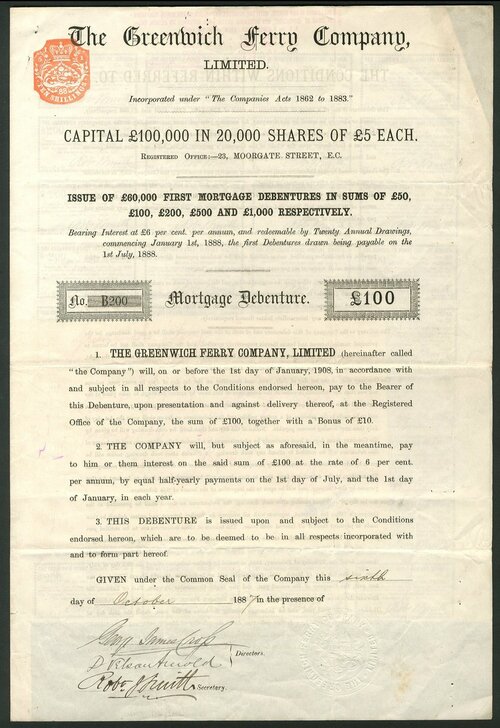 The Greenwich Ferry Company,
LIMITED.
Incorporated under "The Companies Acts 1862 to 1883."
CAPITAL £100,000 IN 20,000 SHARES OF £5 EACH.
REGISTERED OFFICE:—23, MOORGATE STREET, E.C.
ISSUE OF £60,000 FIRST MORTGAGE DEBENTURES IN SUMS OF £50,
£100, £200, £500 AND £1,000 RESPECTIVELY.
Bearing Interest at £6 per cent. per annum, and redeemable by Twenty Annual Drawings,
commencing January 1st, 1888, the first Debentures drawn being payable on the
1st July, 1888.
No. B200 Mortgage Debenture. £100
1. THE GREENWICH FERRY COMPANY, LIMITED (hereinafter called
"the Company") will, on or before the 1st day of January, 1908, in accordance with
and subject in all respects to the Conditions endorsed hereon, pay to the Bearer of
this Debenture, upon presentation and against delivery thereof, at the Registered
Office of the Company, the sum of £100, together with a Bonus of £10.
2. THE COMPANY will, but subject as aforesaid, in the meantime, pay
to him or them interest on the said sum of £100 at the rate of 6 per cent.
per annum, by equal half-yearly payments on the 1st day of July, and the 1st day
of January, in each year.
3. THIS DEBENTURE is issued upon and subject to the Conditions
endorsed hereon, which are to be deemed to be in all respects incorporated with
and to form part hereof.
GIVEN under the Common Seal of the Company this sixth
day of October 1887 in the presence of
James
Directors.
Secretary.